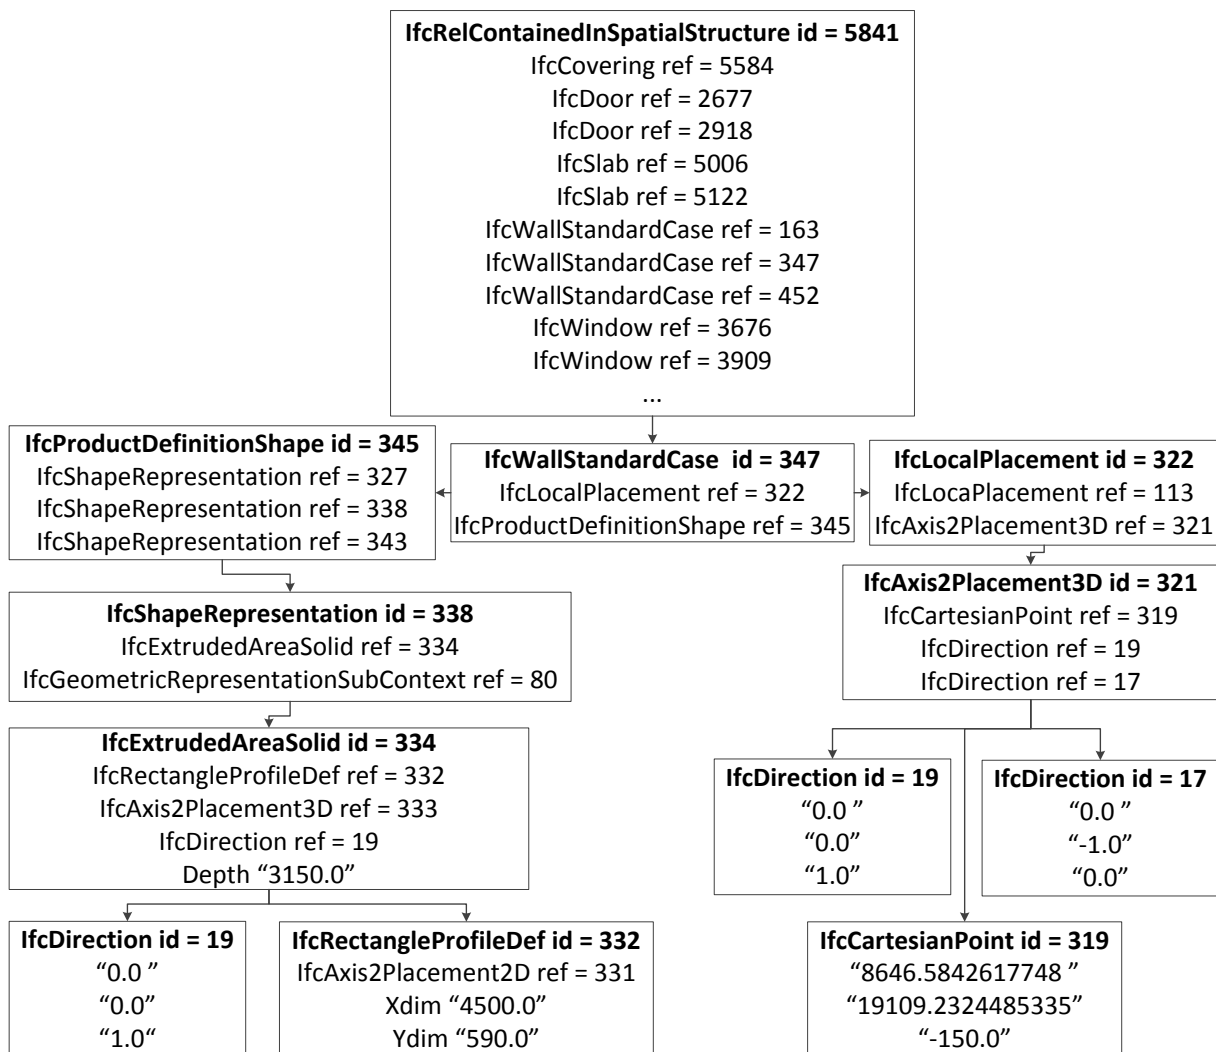 IfcRelContainedInSpatialStructure id = 5841
IfcCovering ref = 5584
IfcDoor ref = 2677
IfcDoor ref = 2918
IfcSlab ref = 5006
IfcSlab ref = 5122
IfcWallStandardCase ref = 163
IfcWallStandardCase ref = 347
IfcWallStandardCase ref = 452
IfcWindow ref = 3676
IfcWindow ref = 3909
...
IfcProductDefinitionShape id = 345
IfcShapeRepresentation ref = 327
IfcShapeRepresentation ref = 338
IfcShapeRepresentation ref = 343
IfcWallStandardCase  id = 347
IfcLocalPlacement ref = 322
IfcProductDefinitionShape ref = 345
IfcLocalPlacement id = 322
IfcLocaPlacement ref = 113
IfcAxis2Placement3D ref = 321
IfcShapeRepresentation id = 338
IfcExtrudedAreaSolid ref = 334
IfcGeometricRepresentationSubContext ref = 80
IfcAxis2Placement3D id = 321
IfcCartesianPoint ref = 319
IfcDirection ref = 19
IfcDirection ref = 17
IfcExtrudedAreaSolid id = 334
IfcRectangleProfileDef ref = 332
IfcAxis2Placement3D ref = 333
IfcDirection ref = 19
Depth “3150.0”
IfcDirection id = 19
“0.0 ”
“0.0”
“1.0”
IfcDirection id = 17
“0.0 ”
“-1.0”
“0.0”
IfcDirection id = 19
“0.0 ”
“0.0”
“1.0“
IfcRectangleProfileDef id = 332
IfcAxis2Placement2D ref = 331
Xdim “4500.0”
Ydim “590.0”
IfcCartesianPoint id = 319
“8646.5842617748 ”
“19109.2324485335”
“-150.0”